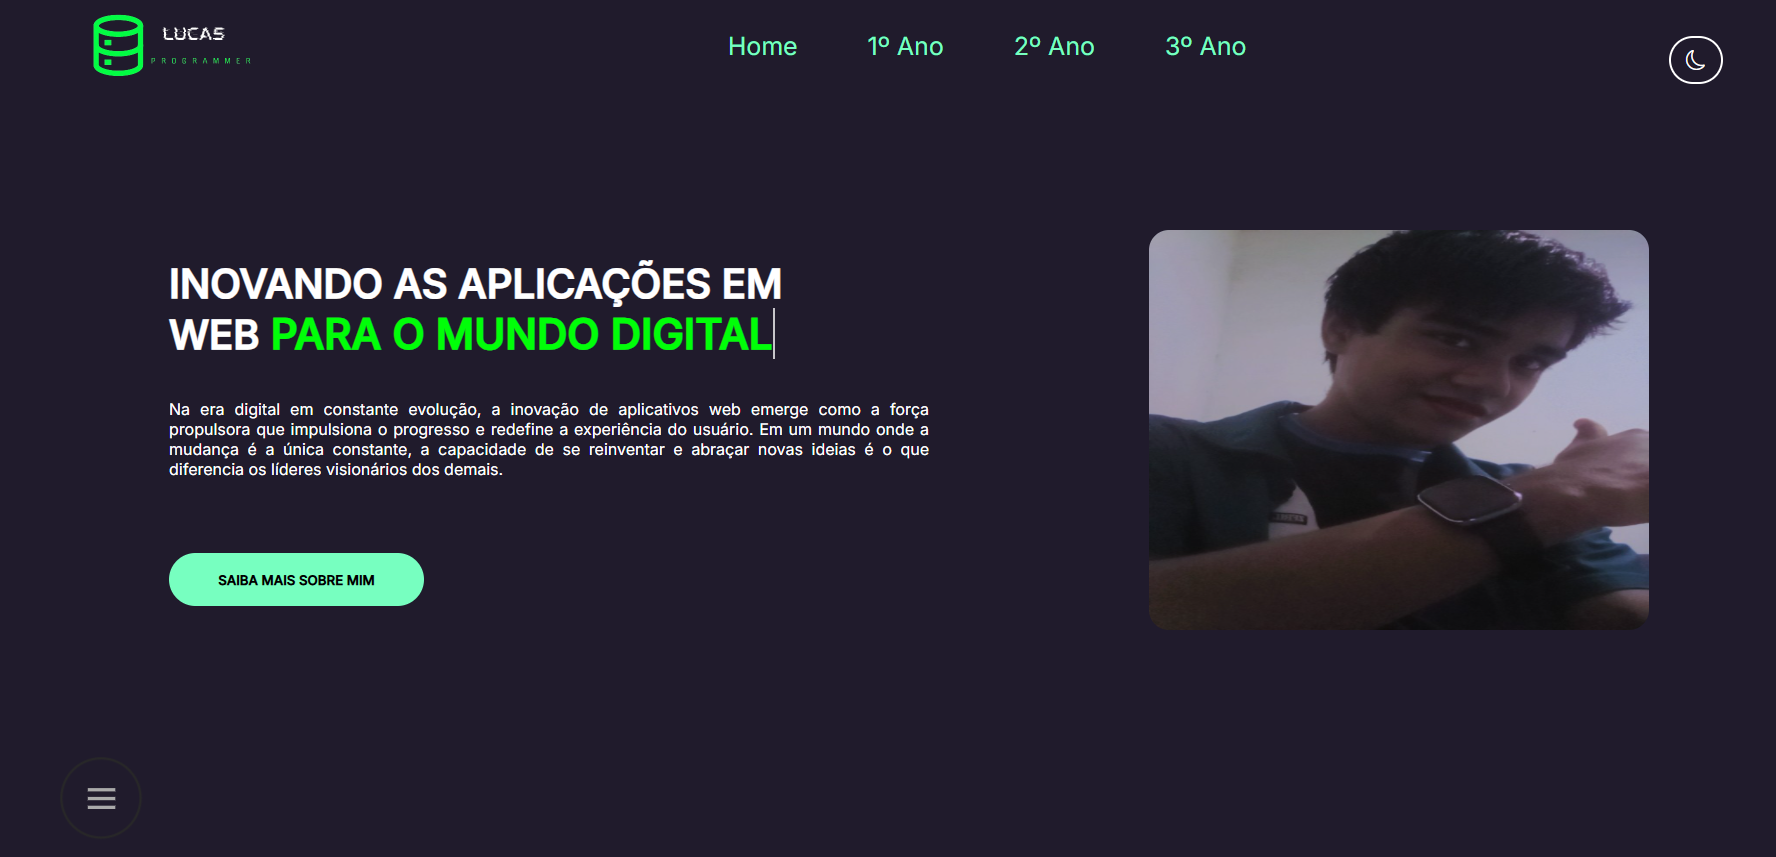 LUCAS
PROGRAMMER
Home
1º Ano
2º Ano
3º Ano
INOVANDO AS APLICAÇÕES EM
WEB PARA O MUNDO DIGITAL
Na era digital em constante evolução, a inovação de aplicativos web emerge como a força
propulsora que impulsiona o progresso e redefine a experiência do usuário. Em um mundo onde a
mudança é a única constante, a capacidade de se reinventar e abraçar novas ideias é o que
diferencia os líderes visionários dos demais.
SAIBA MAIS SOBRE MIM